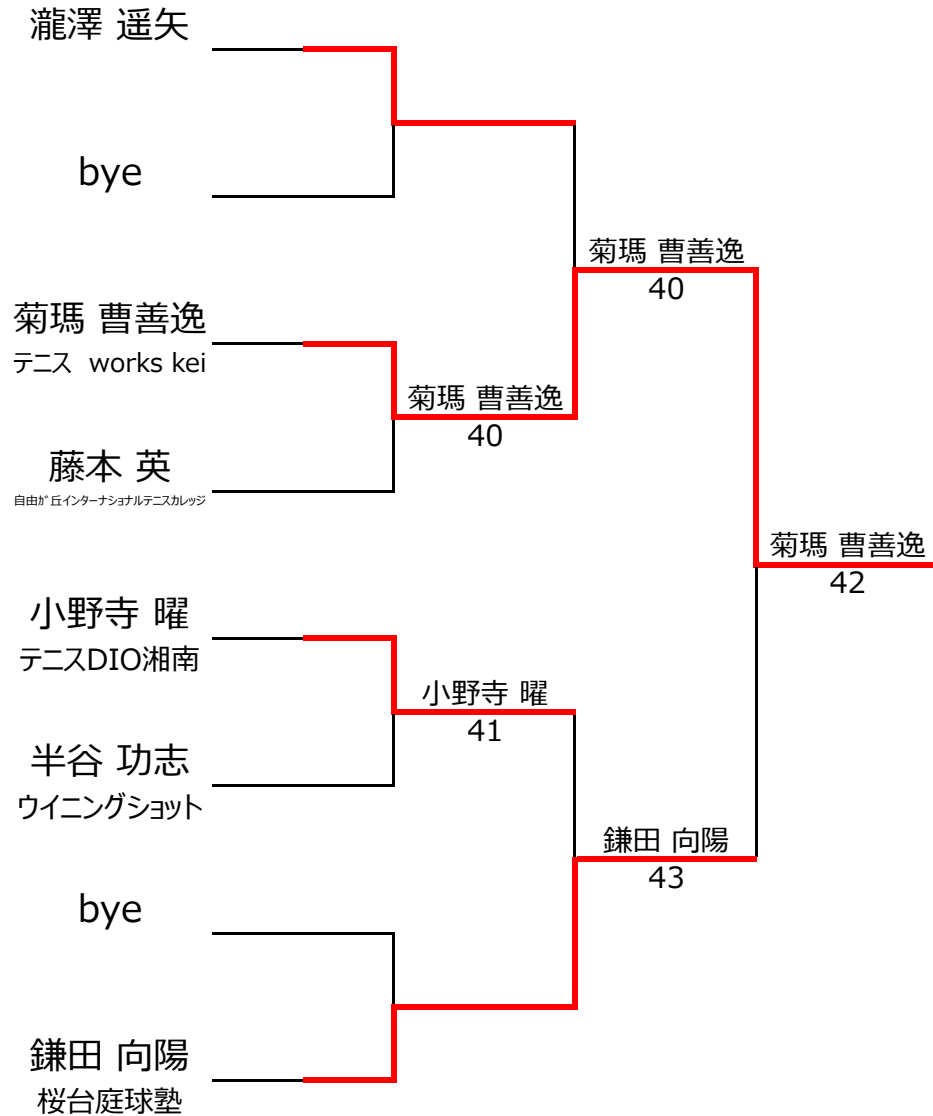 瀧澤 遥矢
bye
菊瑪 曹善逸
菊瑪 曹善逸
40
テニス works kei
菊瑪 曹善逸
40
藤本 英
自由が丘インターナショナルテニスカレッジ
菊瑪 曹善逸
42
小野寺 曜
テニスDIO湘南
小野寺 曜
41
半谷 功志
ウイニングショット
鎌田 向陽
43
bye
鎌田 向陽
桜台庭球塾